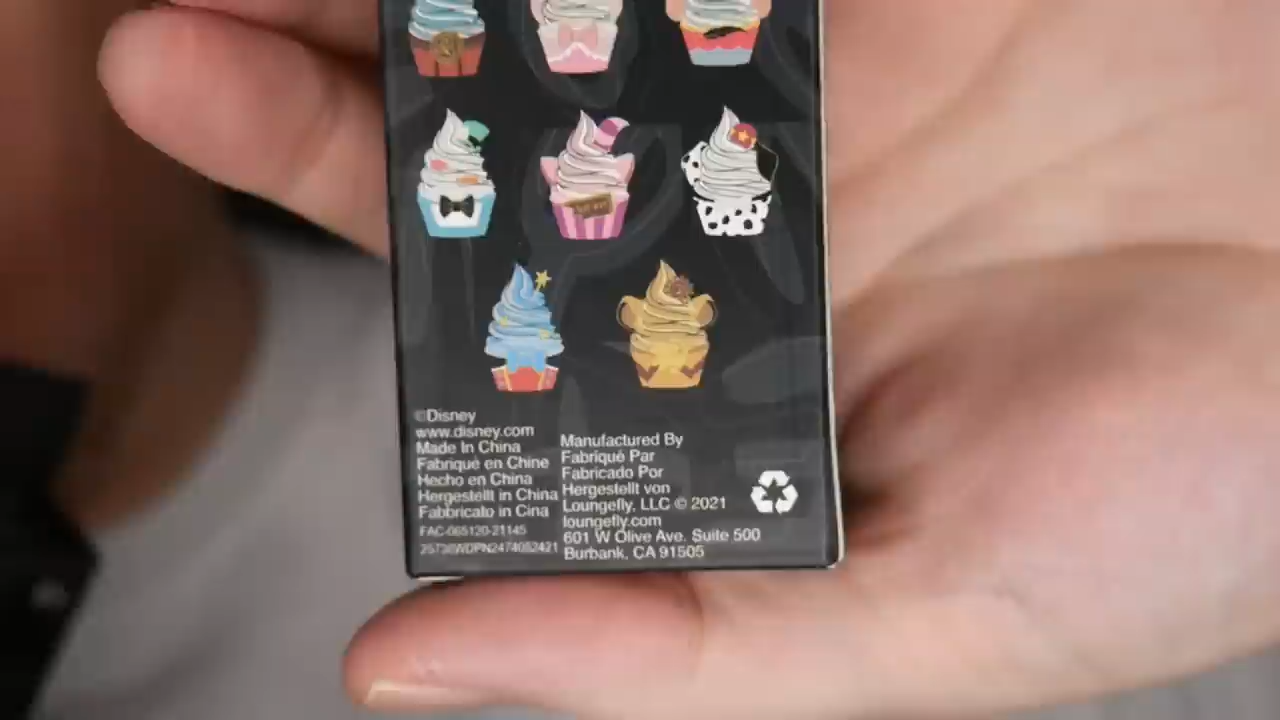 ©Disney
www.disney.com
Made In China
Fabriqué en Chine
Hecho en China
Hergestellt in China
Fabbricato in Cina
FAC-065120-21145
Manufactured By
Fabriqué Par
Fabricado Por
Hergestellt von
Loungefly, LLC © 2021
loungefly.com
601 W Olive Ave. Suite 500
Burbank, CA 91505